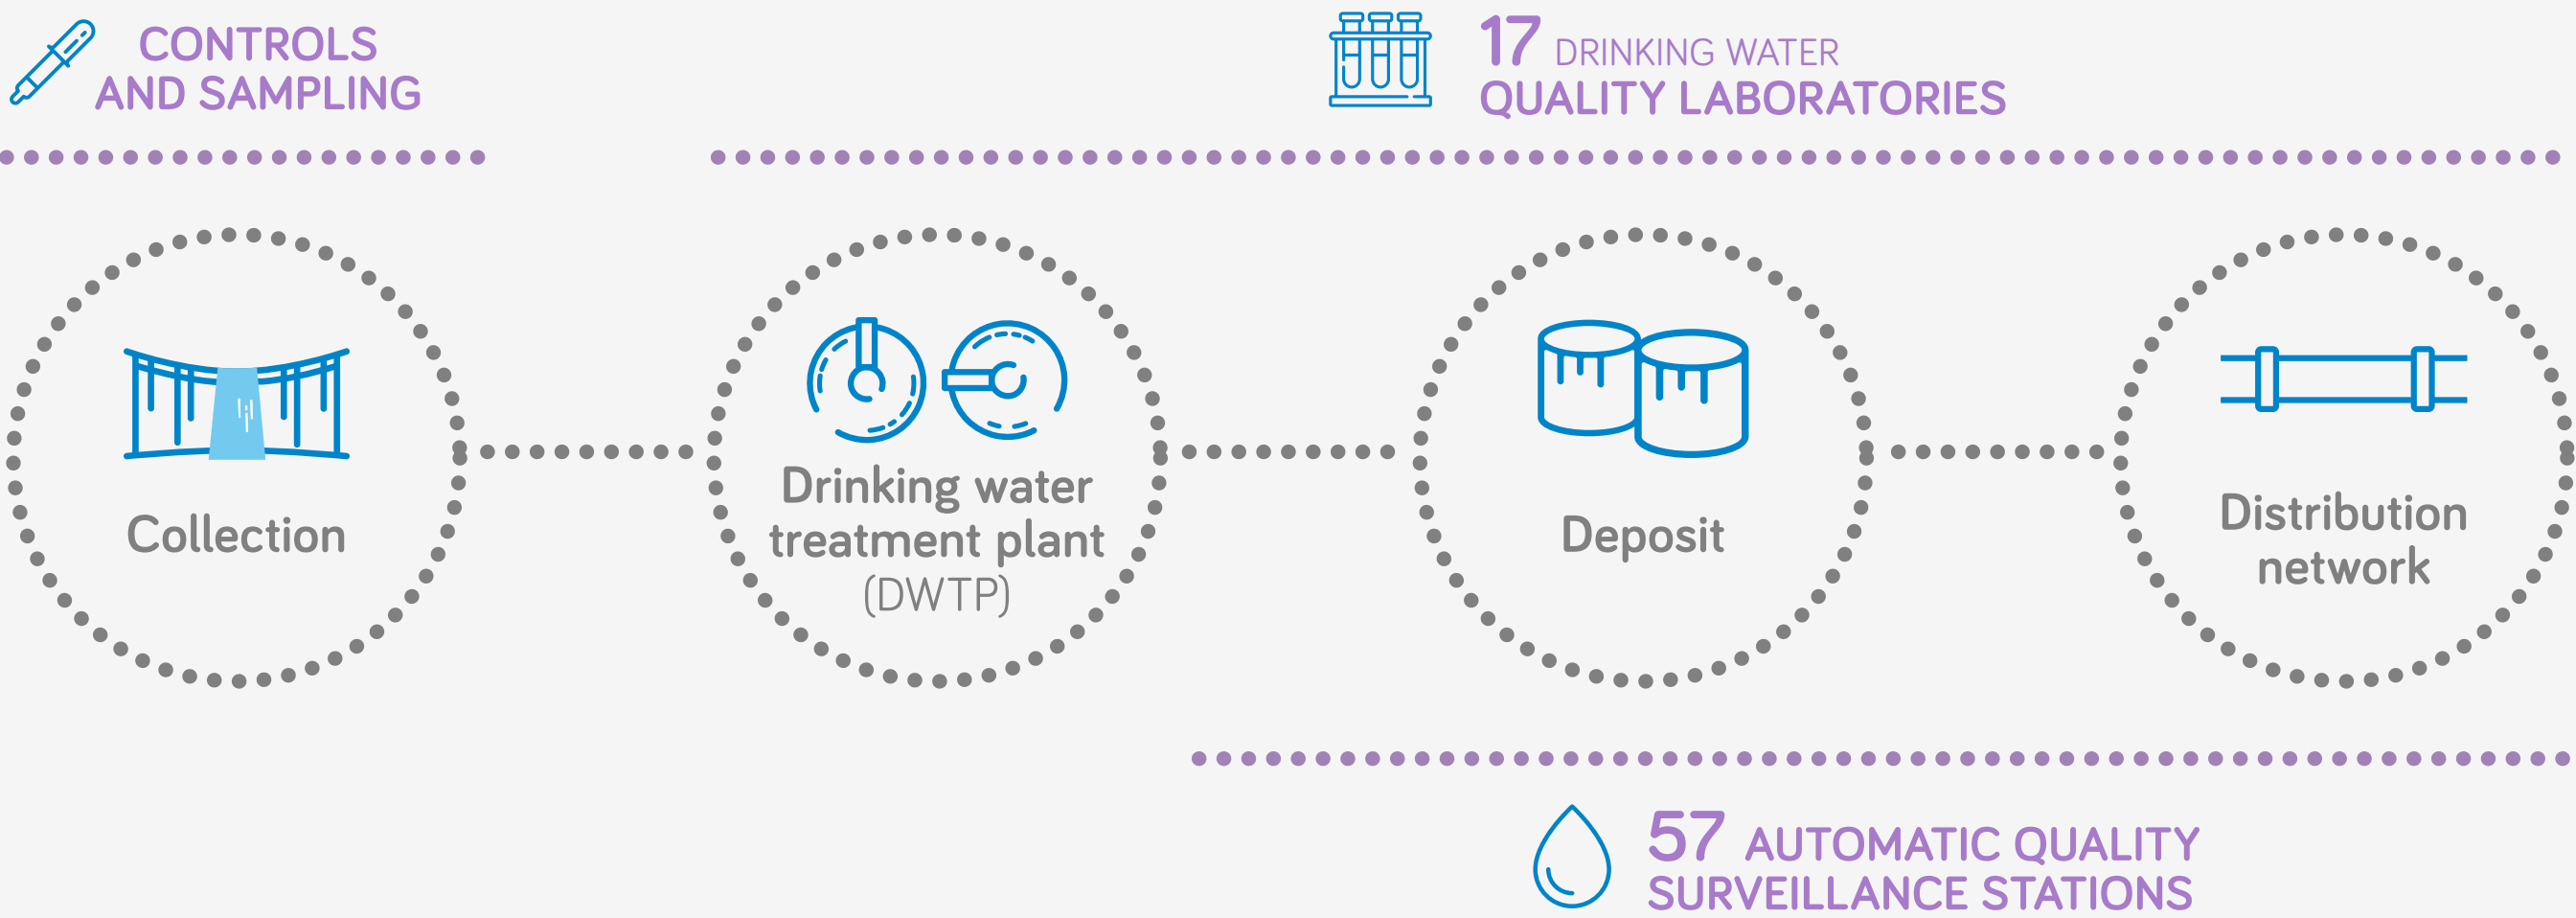 CONTROLS
AND SAMPLING
17 DRINKING WATER
QUALITY LABORATORIES
Collection
Drinking water
treatment plant
(DWTP)
Deposit
Distribution
network
57 AUTOMATIC QUALITY
SURVEILLANCE STATIONS